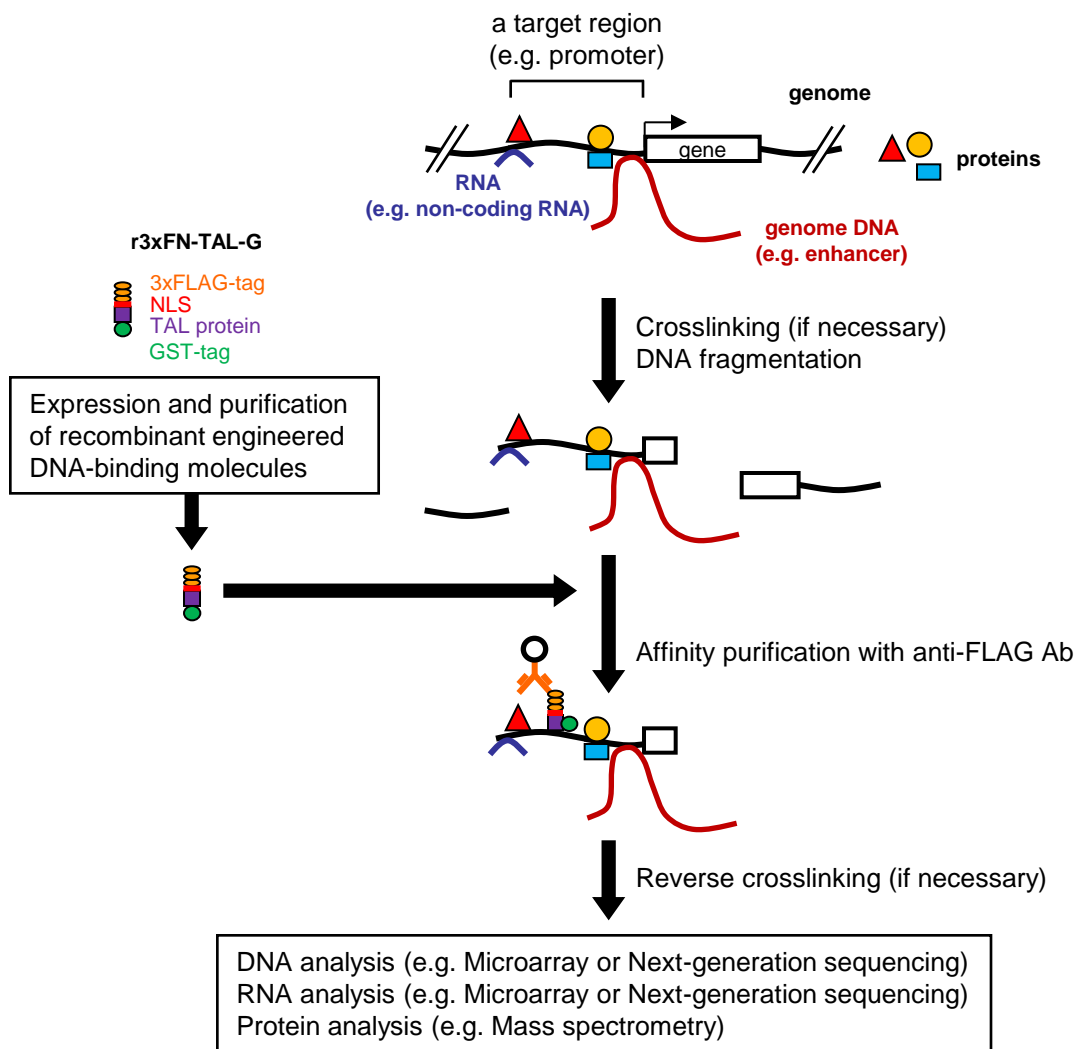 a target region
(e.g. promoter)
genome
gene
proteins
RNA
(e.g. non-coding RNA)
genome DNA
(e.g. enhancer)
r3xFN-TAL-G
3xFLAG-tag
NLS
TAL protein
GST-tag
Crosslinking (if necessary)
DNA fragmentation
Expression and purification
of recombinant engineered
DNA-binding molecules
Affinity purification with anti-FLAG Ab
Reverse crosslinking (if necessary)
DNA analysis (e.g. Microarray or Next-generation sequencing)
RNA analysis (e.g. Microarray or Next-generation sequencing)
Protein analysis (e.g. Mass spectrometry)